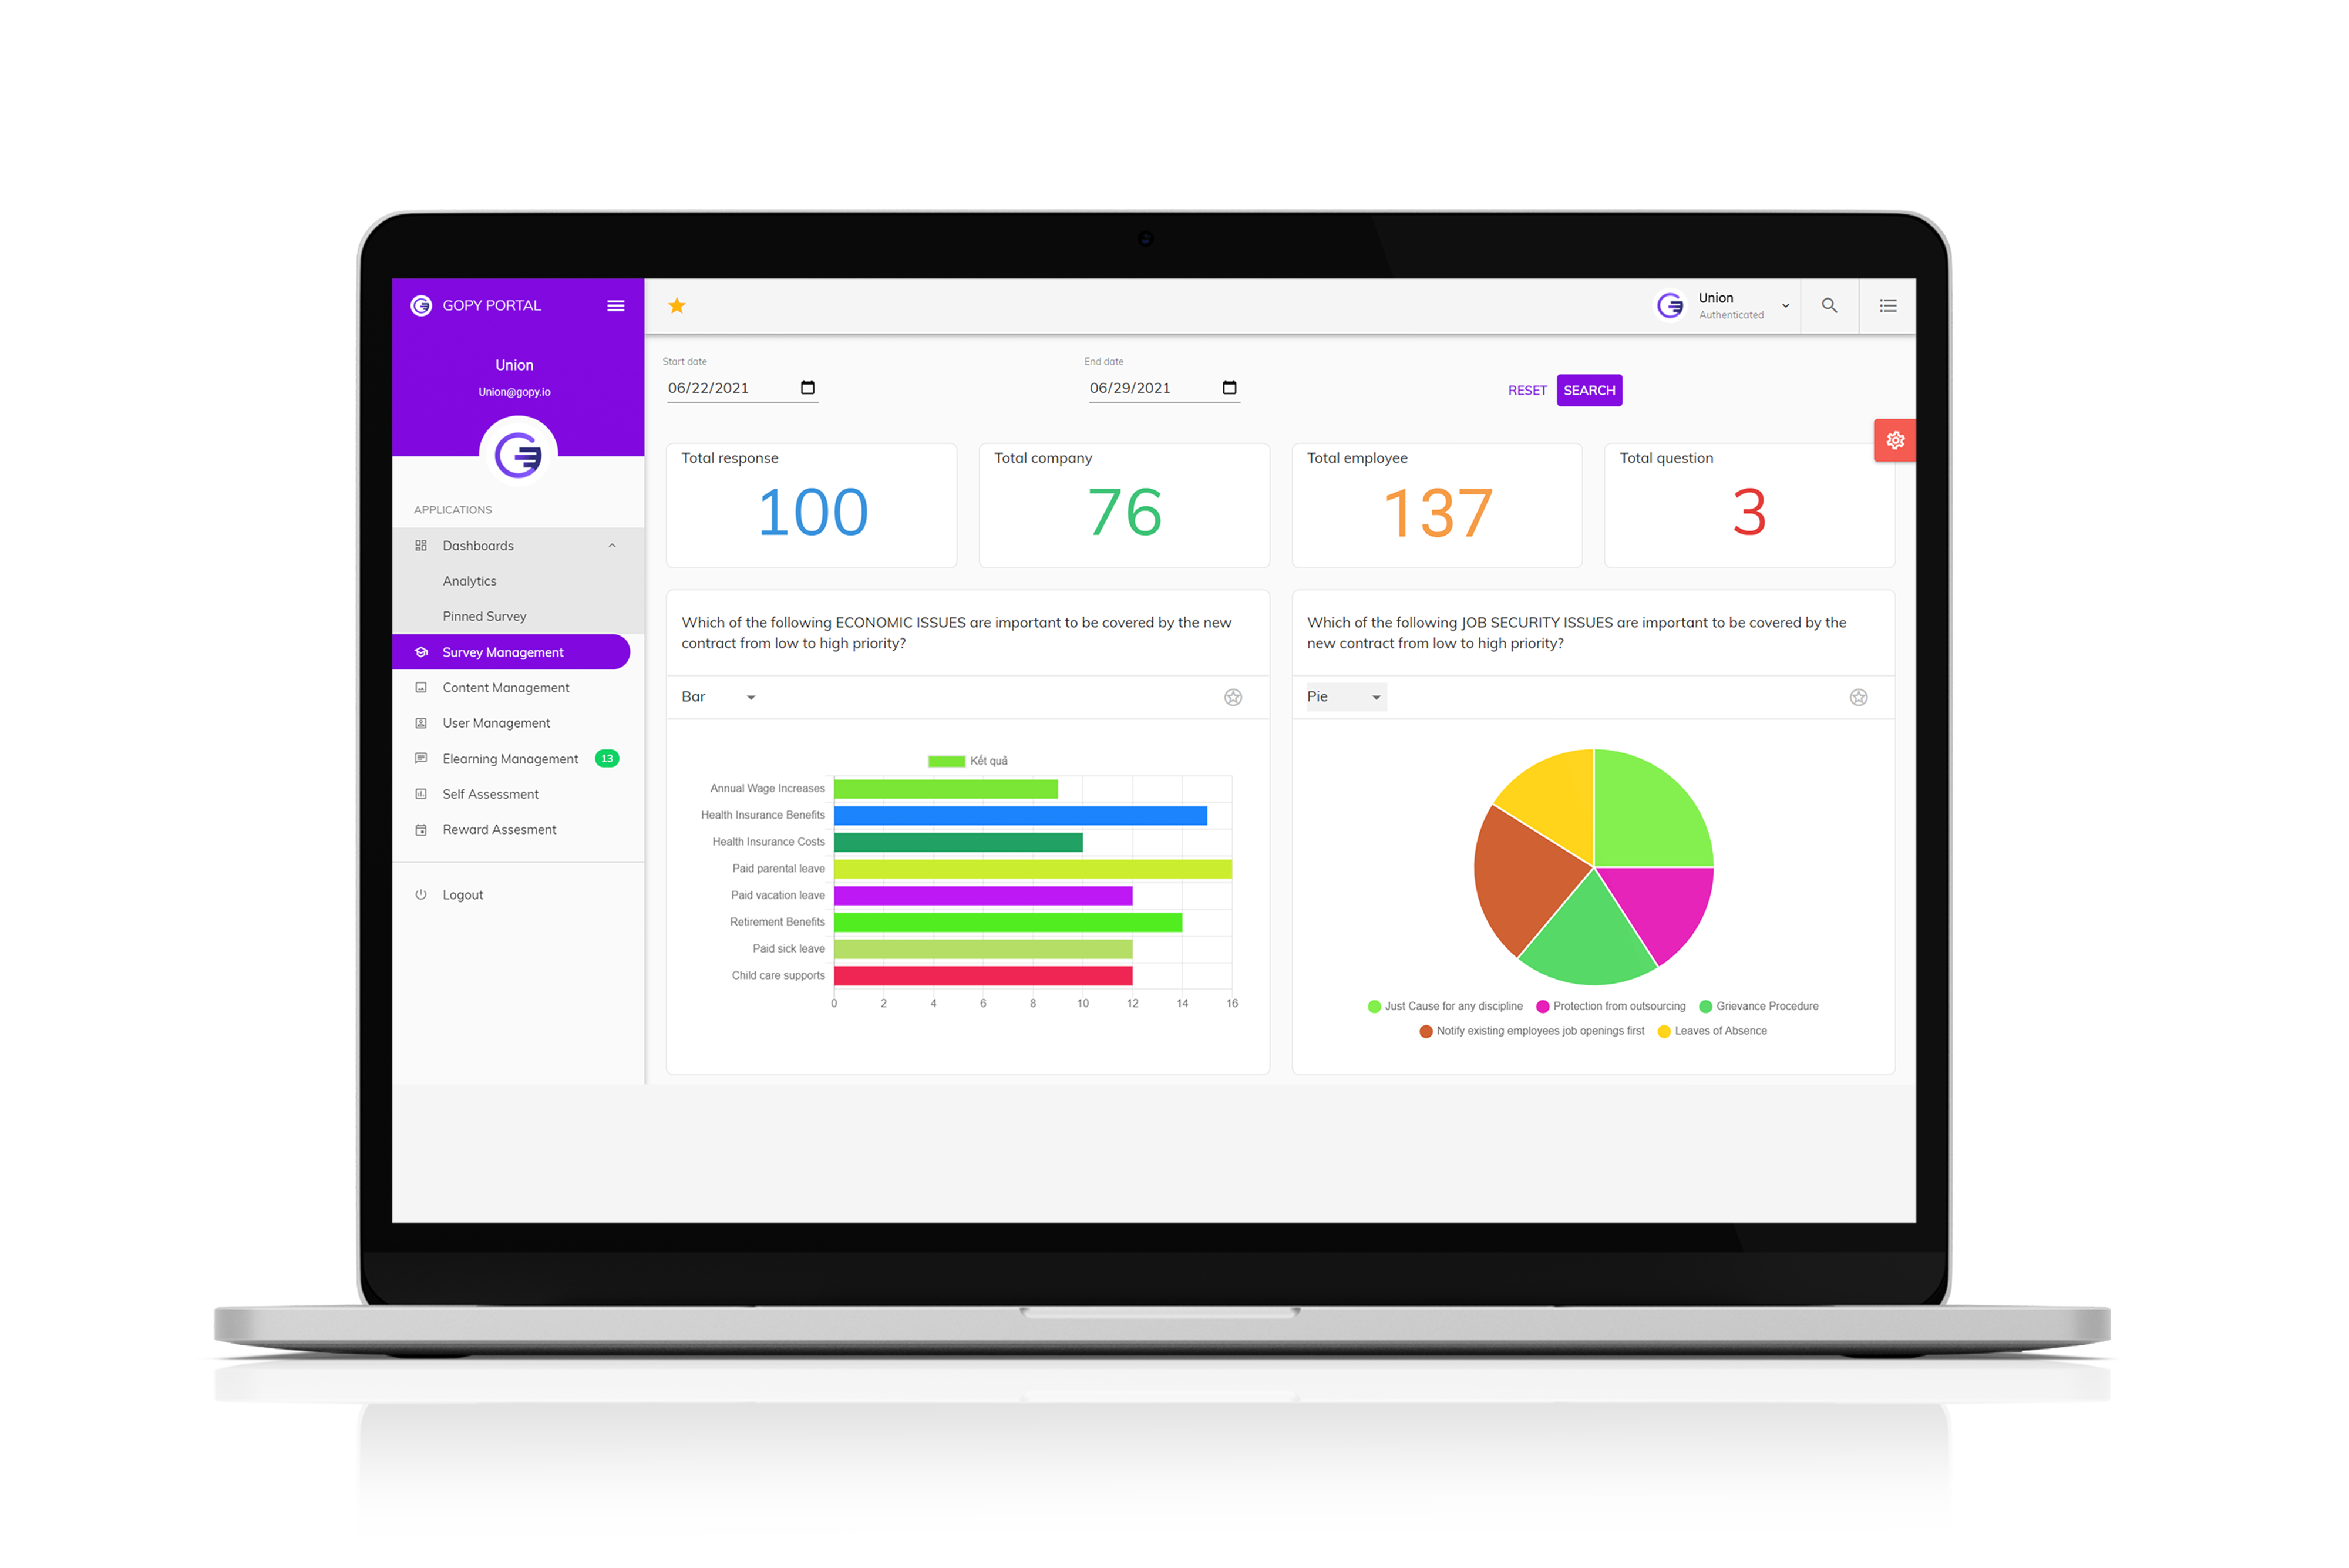 GOPY PORTAL
Union
Authenticated
Union
Union@gopy.io
Start date
06/22/2021
End date
06/29/2021
RESET
SEARCH
APPLICATIONS
Dashboards
Analytics
Pinned Survey
Survey Management
Content Management
User Management
Elearning Management 13
Self Assessment
Reward Assesment
Logout
Total response
100
Total company
76
Total employee
137
Total question
3
Which of the following ECONOMIC ISSUES are important to be covered by the new
contract from low to high priority?
Bar
Kết quả
Annual Wage Increases
Health Insurance Benefits
Health Insurance Costs
Paid parental leave
Paid vacation leave
Retirement Benefits
Paid sick leave
Child care supports
0 2 4 6 8 10 12 14 16
Which of the following JOB SECURITY ISSUES are important to be covered by the
new contract from low to high priority?
Pie
Just Cause for any discipline Protection from outsourcing Grievance Procedure
Notify existing employees job openings first Leaves of Absence